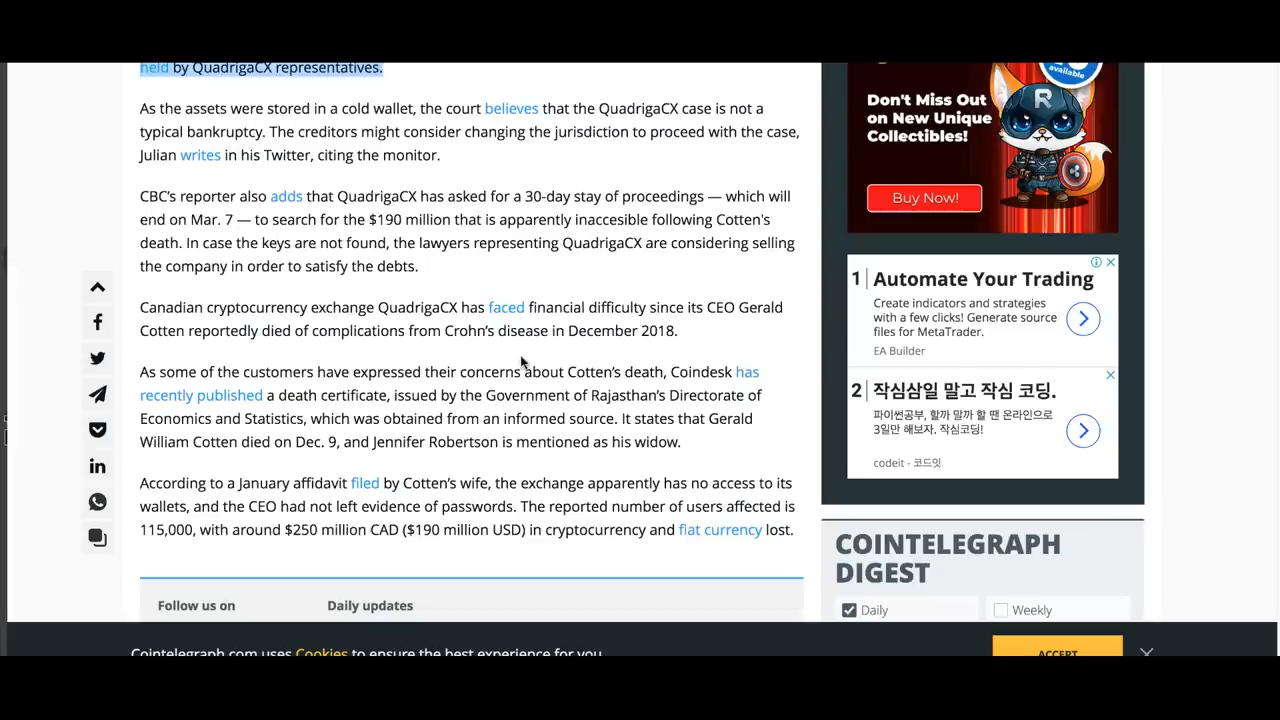 held by QuadrigaCX representatives.
As the assets were stored in a cold wallet, the court believes that the QuadrigaCX case is not a
typical bankruptcy. The creditors might consider changing the jurisdiction to proceed with the case,
Julian writes in his Twitter, citing the monitor.
CBC’s reporter also adds that QuadrigaCX has asked for a 30-day stay of proceedings — which will
end on Mar. 7 — to search for the $190 million that is apparently inaccesible following Cotten's
death. In case the keys are not found, the lawyers representing QuadrigaCX are considering selling
the company in order to satisfy the debts.
Canadian cryptocurrency exchange QuadrigaCX has faced financial difficulty since its CEO Gerald
Cotten reportedly died of complications from Crohn’s disease in December 2018.
As some of the customers have expressed their concerns about Cotten’s death, Coindesk has
recently published a death certificate, issued by the Government of Rajasthan’s Directorate of
Economics and Statistics, which was obtained from an informed source. It states that Gerald
William Cotten died on Dec. 9, and Jennifer Robertson is mentioned as his widow.
According to a January affidavit filed by Cotten’s wife, the exchange apparently has no access to its
wallets, and the CEO had not left evidence of passwords. The reported number of users affected is
115,000, with around $250 million CAD ($190 million USD) in cryptocurrency and fiat currency lost.
Follow us on
Daily updates
available
Don't Miss Out
on New Unique
Collectibles!
R
Buy Now!
1 Automate Your Trading
Create indicators and strategies
with a few clicks! Generate source
files for MetaTrader.
EA Builder
2 작심삼일 말고 작심 코딩.
파이썬공부, 할까 말까 할 땐 온라인으로
3일만 해보자. 작심코딩!
codeit - 코드잇
COINTELEGRAPH
DIGEST
Daily
Weekly
Cointelegraph.com uses Cookies to ensure the best experience for you
ACCEPT